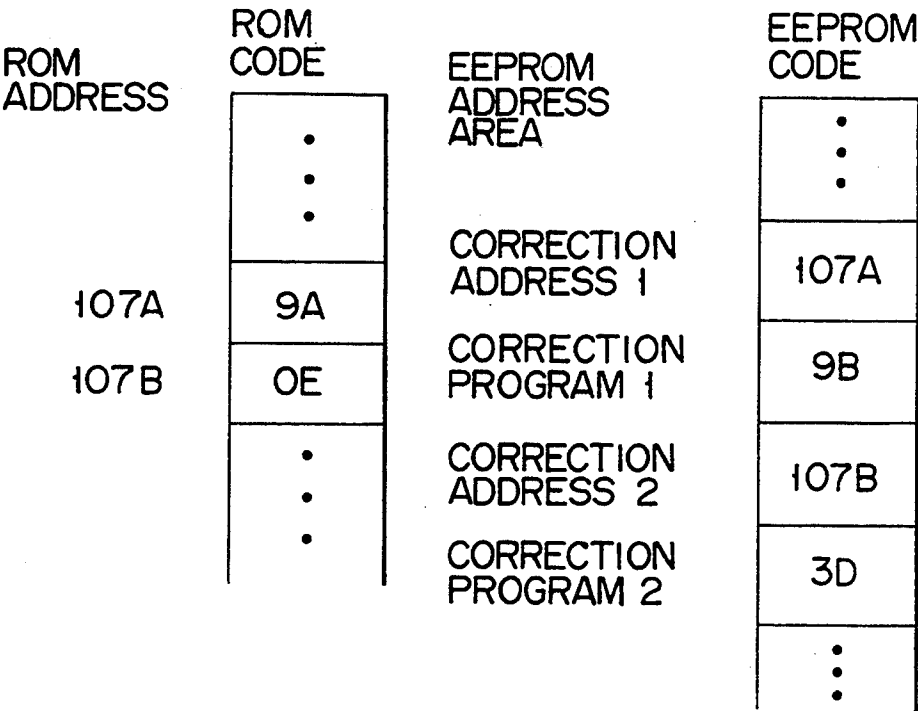 ROM
ADDRESS
ROM
CODE
107A
9A
107B
0E
EEPROM
ADDRESS
AREA
EEPROM
CODE
CORRECTION
ADDRESS 1
107A
CORRECTION
PROGRAM 1
9B
CORRECTION
ADDRESS 2
107B
CORRECTION
PROGRAM 2
3D